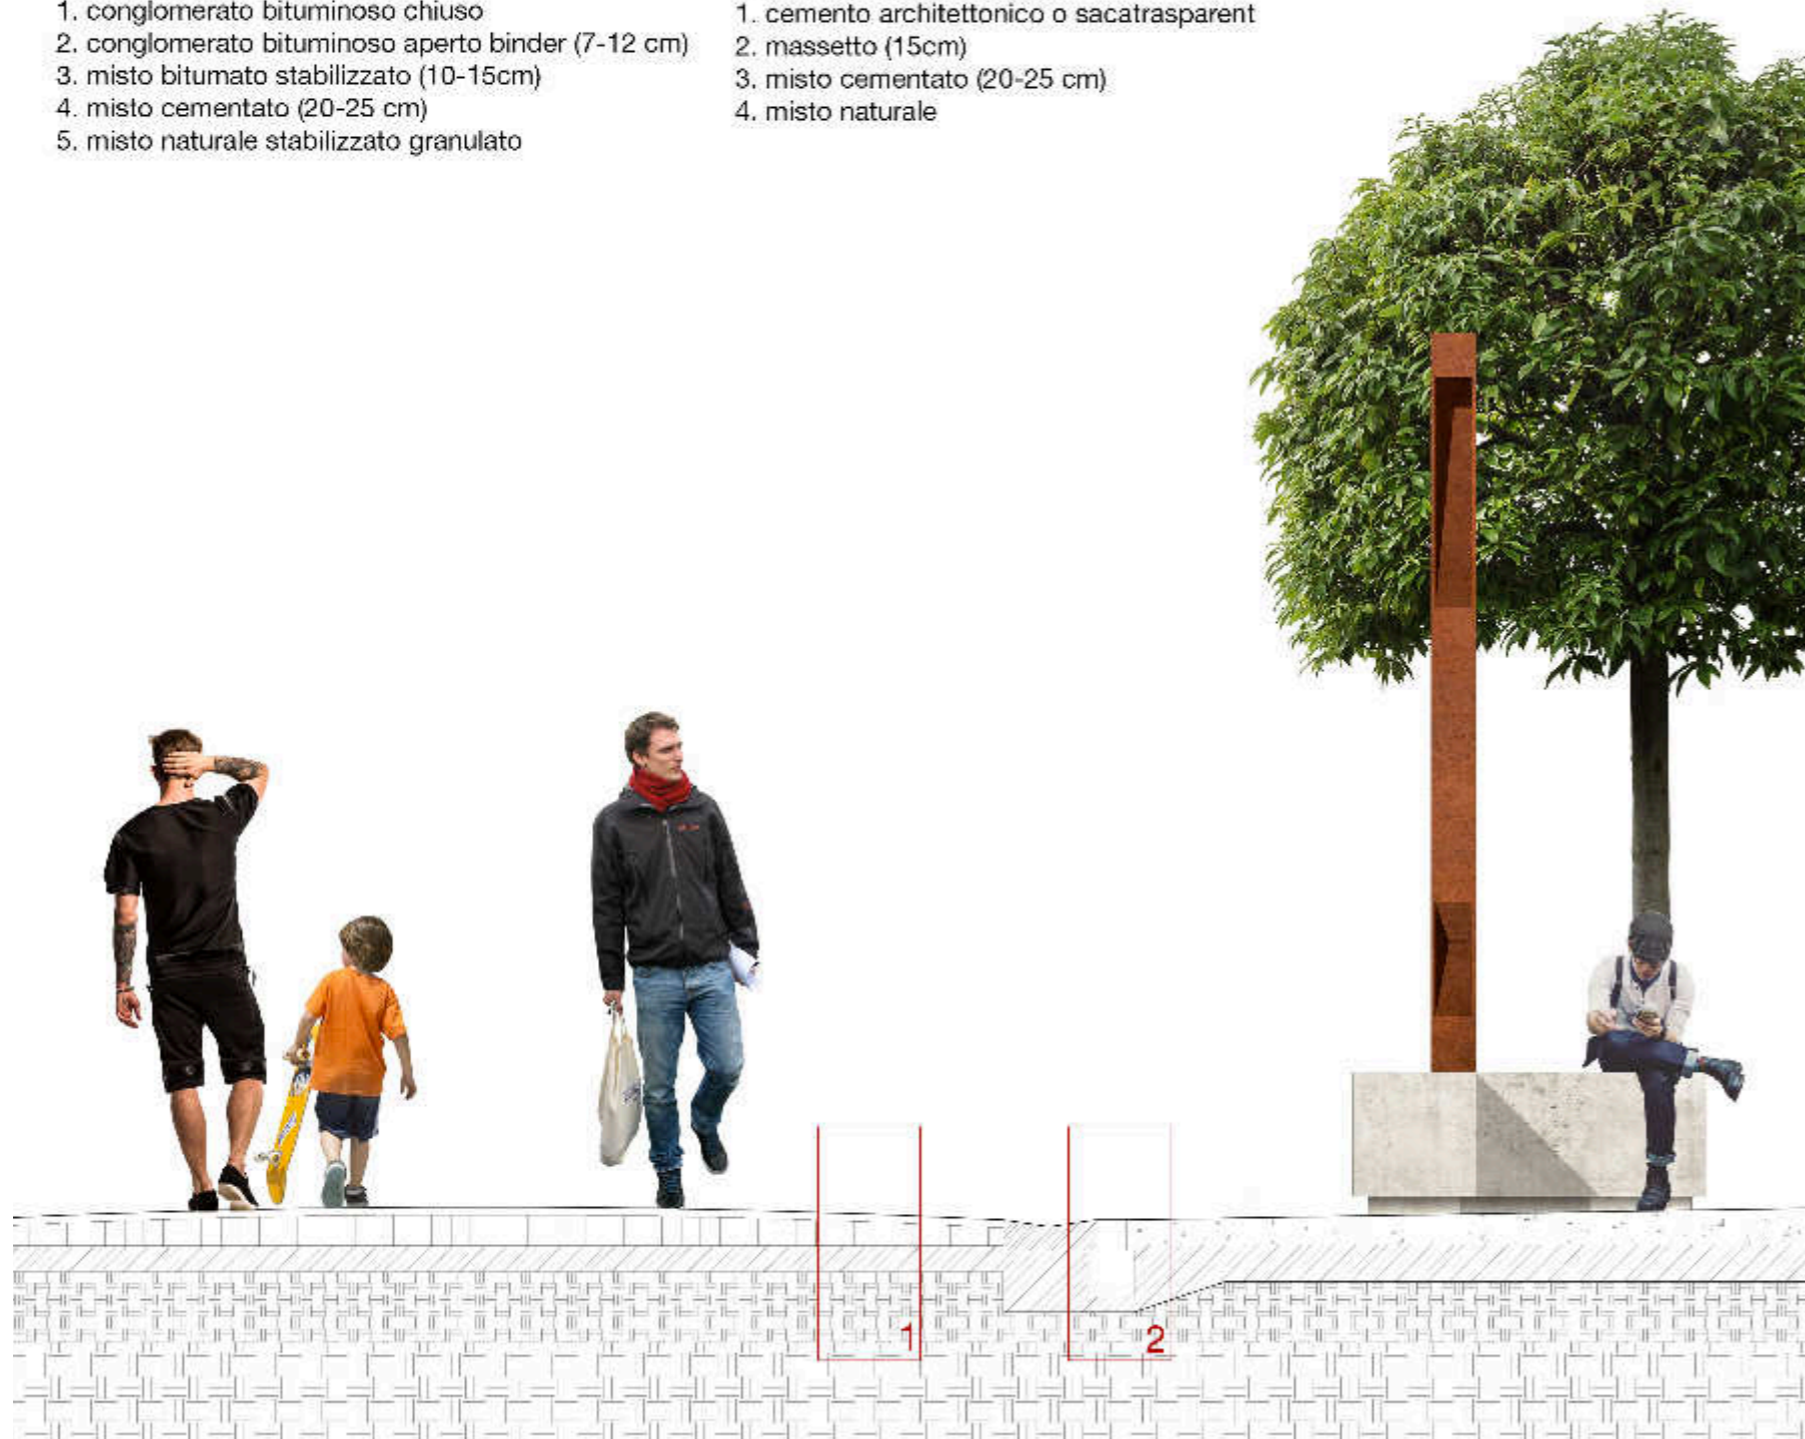 1. conglomerato bituminoso chiuso
2. conglomerato bituminoso aperto binder (7-12 cm)
3. misto bitumato stabilizzato (10-15cm)
4. misto cementato (20-25 cm)
5. misto naturale stabilizzato granulato
1. cemento architettonico o sacatrasparent
2. massetto (15cm)
3. misto cementato (20-25 cm)
4. misto naturale
1
2